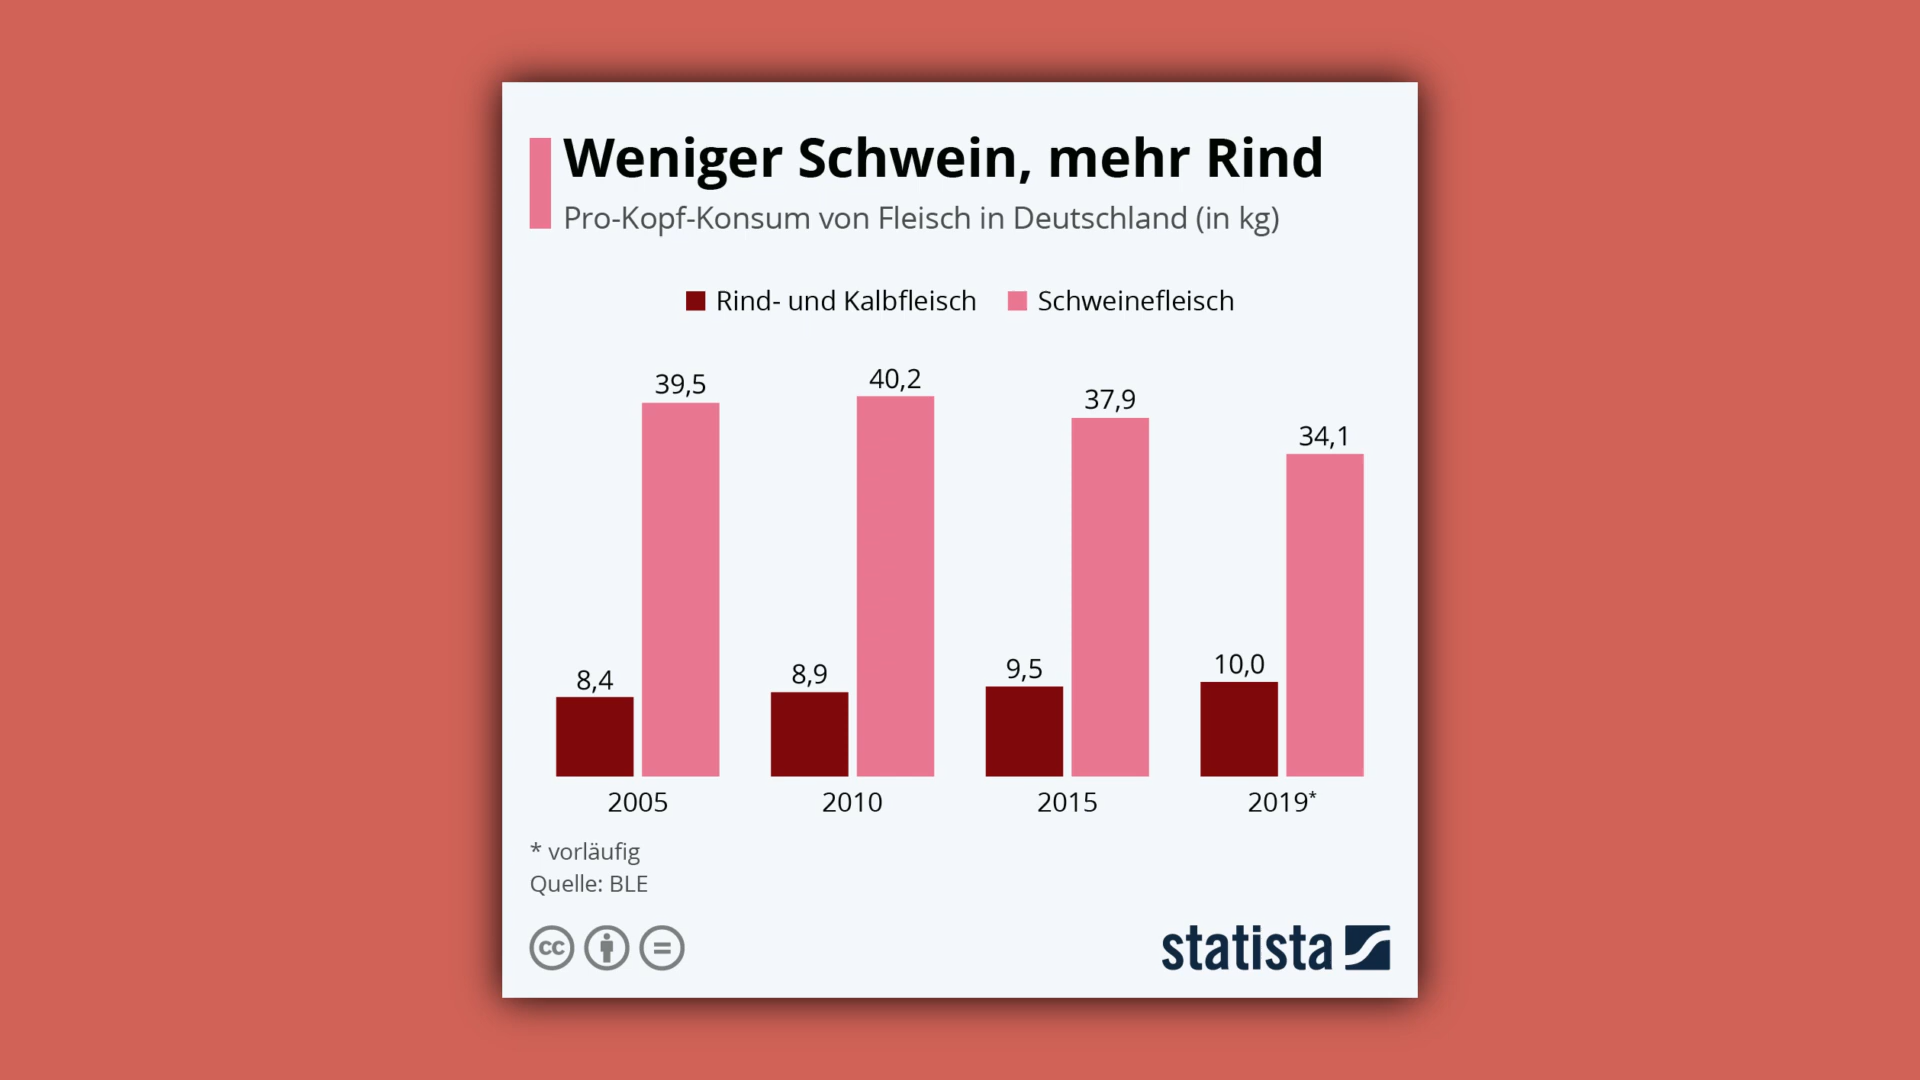 Weniger Schwein, mehr Rind
Pro-Kopf-Konsum von Fleisch in Deutschland (in kg)
Rind- und Kalbfleisch Schweinefleisch
39,5 40,2 37,9 34,1
8,4 8,9 9,5 10,0
2005 2010 2015 2019*
* vorläufig
Quelle: BLE
cc = statista